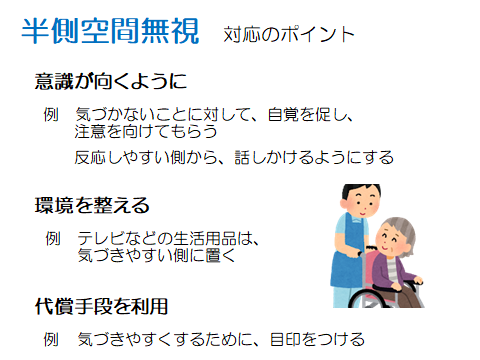 半側空間無視　対応のポイント
意識が向くように
例　気づかないことに対して、自覚を促し、
注意を向けてもらう
反応しやすい側から、話しかけるようにする
環境を整える
例　テレビなどの生活用品は、
気づきやすい側に置く
代償手段を利用
例　気づきやすくするために、目印をつける